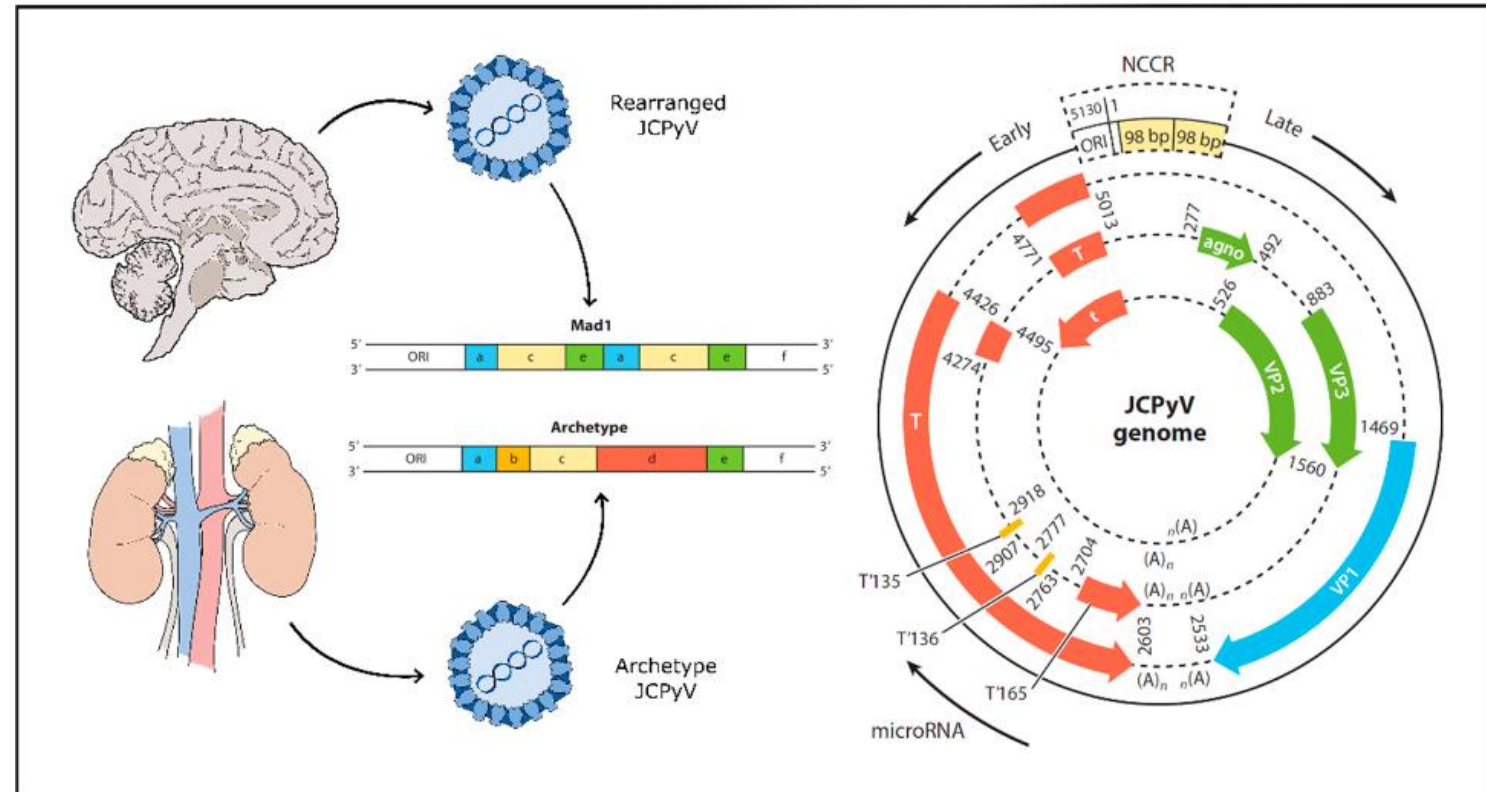 Rearranged
JCPyV
Mad1
5′ 3′
ORI a c e a c e f
3′ 5′
Archetype
5′ 3′
ORI a b c d e f
3′ 5′
Archetype
JCPyV
NCCR
5130 1
Early
ORI 98 bp 98 bp
Late
5013
4771
T
277
agno
492
4426
4495
4274
t
526
883
T
VP2
VP3
JCPyV
genome
1469
1560
VP1
2918
2907
2777
2763
2704
T'135
T'136
T'165
n(A)
(A)n
(A)n n(A)
2603
2533
(A)n n(A)
microRNA